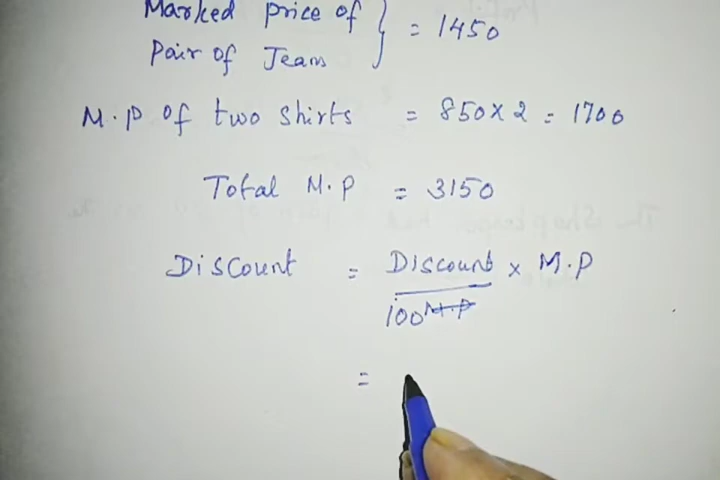 Marked price of } = 1450
Pair of Jeans
M.P of two shirts = 850 x 2 = 1700
Total M.P = 3150
Discount = Discount x M.P
100 M.P
=